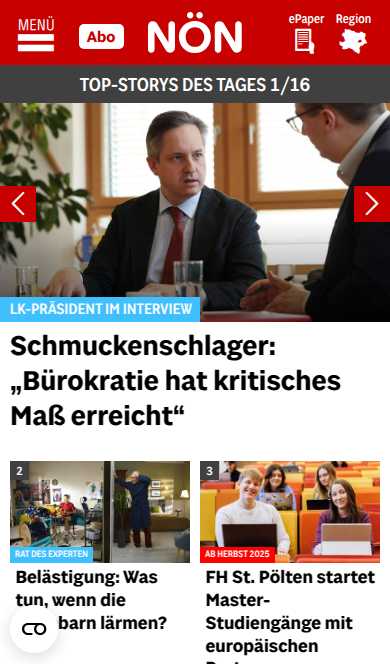 MENÜ
Abo
NÖN
ePaper
Region
TOP-STORYS DES TAGES 1/16
LK-PRÄSIDENT IM INTERVIEW
Schmuckenschlager:
„Bürokratie hat kritisches
Maß erreicht“
2
RAT DES EXPERTEN
Belästigung: Was
tun, wenn die
barn lärmen?
3
AB HERBST 2025
FH St. Pölten startet
Master-
Studiengänge mit
europäischen